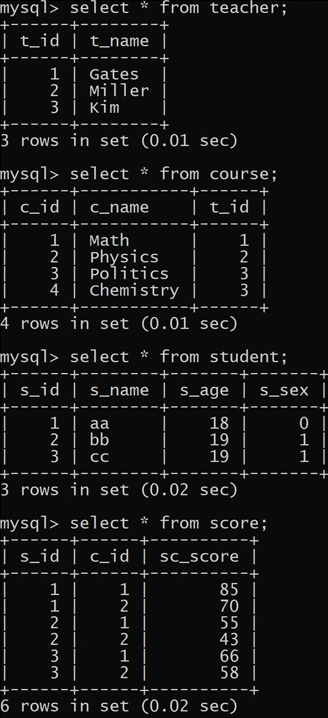 mysql> select * from teacher;
+------+--------+
| t_id | t_name |
+------+--------+
|    1 | Gates  |
|    2 | Miller |
|    3 | Kim    |
+------+--------+
3 rows in set (0.01 sec)
mysql> select * from course;
+------+-----------+------+
| c_id | c_name    | t_id |
+------+-----------+------+
|    1 | Math      |    1 |
|    2 | Physics   |    2 |
|    3 | Politics  |    3 |
|    4 | Chemistry |    3 |
+------+-----------+------+
4 rows in set (0.01 sec)
mysql> select * from student;
+------+--------+-------+-------+
| s_id | s_name | s_age | s_sex |
+------+--------+-------+-------+
|    1 | aa     |    18 |     0 |
|    2 | bb     |    19 |     1 |
|    3 | cc     |    19 |     1 |
+------+--------+-------+-------+
3 rows in set (0.02 sec)
mysql> select * from score;
+------+------+----------+
| s_id | c_id | sc_score |
+------+------+----------+
|    1 |    1 |       85 |
|    1 |    2 |       70 |
|    2 |    1 |       55 |
|    2 |    2 |       43 |
|    3 |    1 |       66 |
|    3 |    2 |       58 |
+------+------+----------+
6 rows in set (0.02 sec)